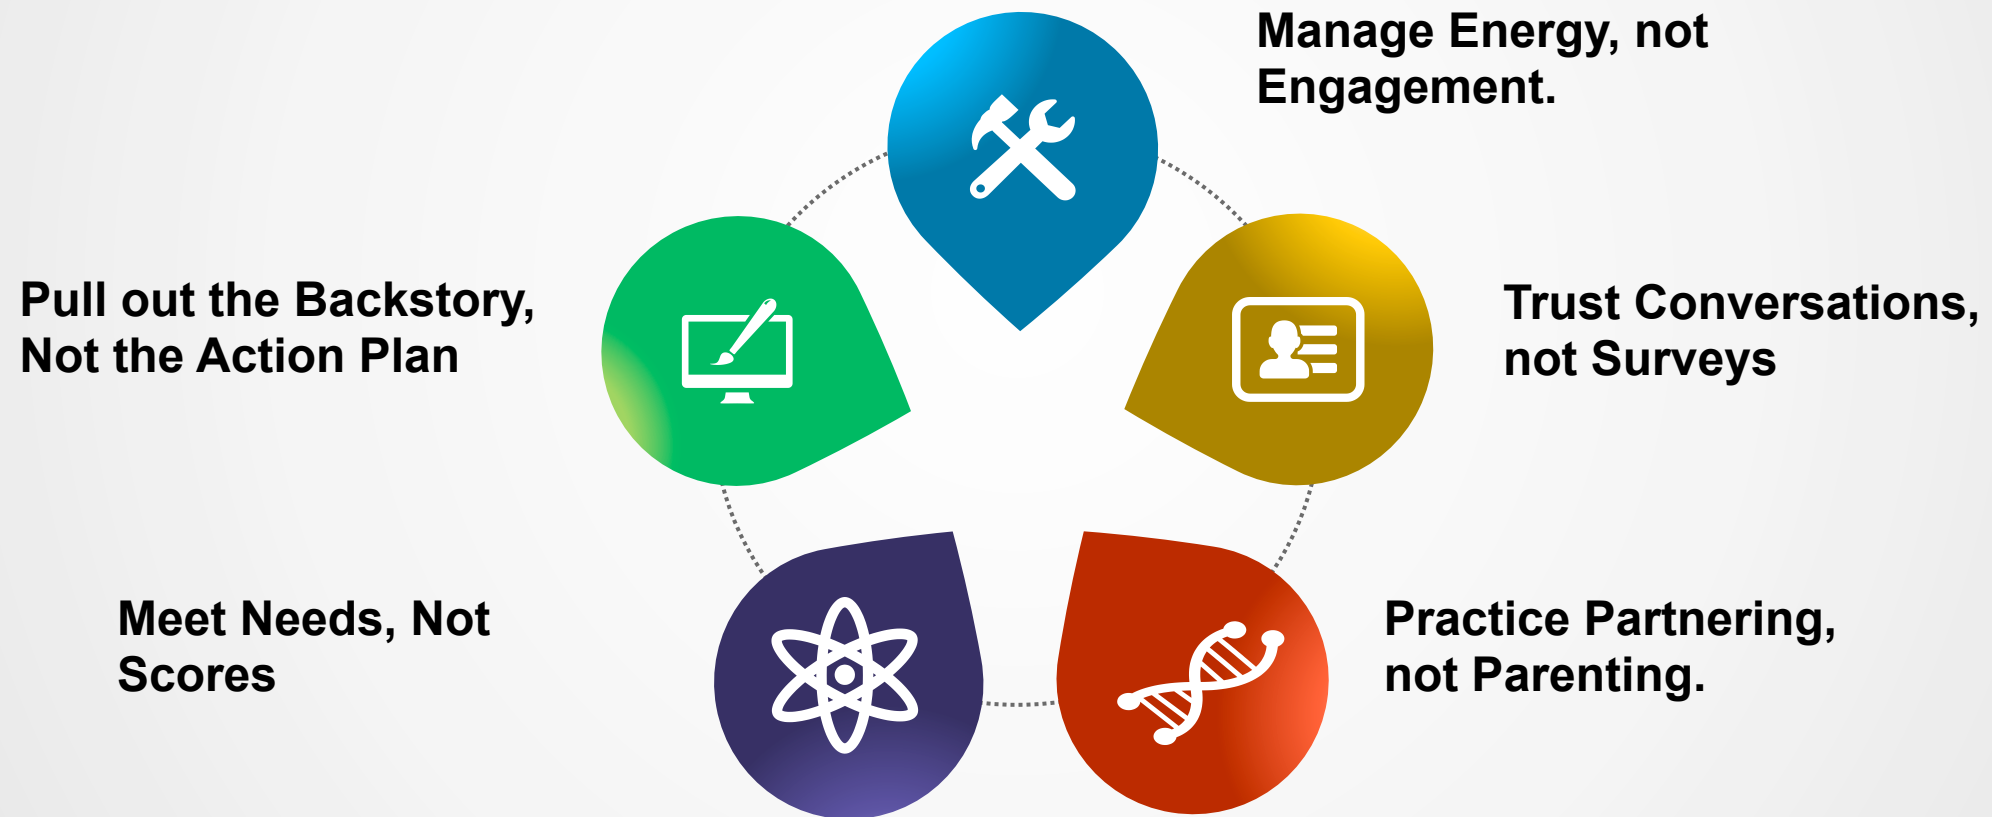 Manage Energy, not
Engagement.
Pull out the Backstory,
Not the Action Plan
Trust Conversations,
not Surveys
Meet Needs, Not
Scores
Practice Partnering,
not Parenting.